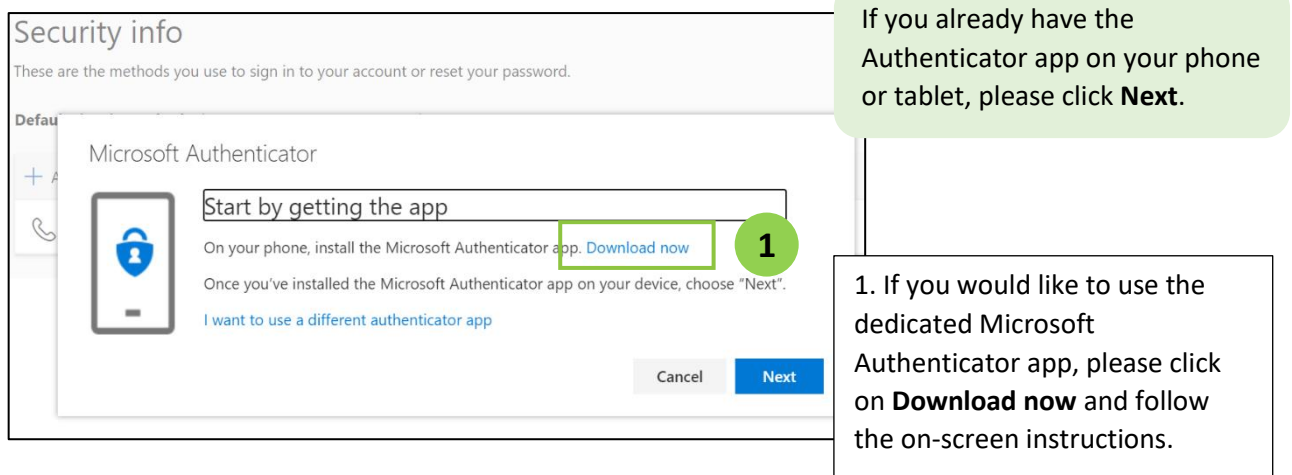 Security info
These are the methods you use to sign in to your account or reset your password.
Defau
Microsoft Authenticator
Start by getting the app
On your phone, install the Microsoft Authenticator app. Download now
Once you've installed the Microsoft Authenticator app on your device, choose "Next".
I want to use a different authenticator app
Cancel Next
1
If you already have the
Authenticator app on your phone
or tablet, please click Next.
1. If you would like to use the
dedicated Microsoft
Authenticator app, please click
on Download now and follow
the on-screen instructions.